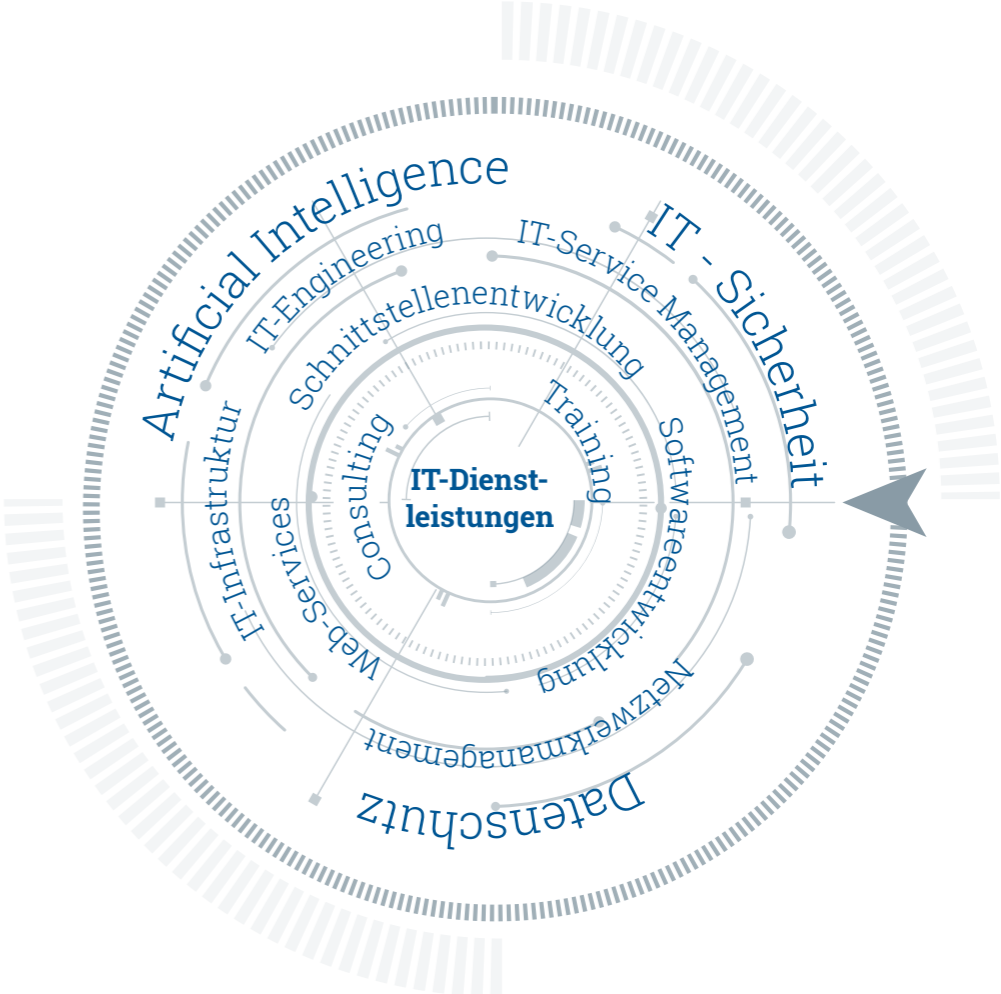 Artificial Intelligence
IT - Sicherheit
IT-Engineering
IT-Service Management
Schnittstellenentwicklung
Training
Consulting
IT-Dienst-
leistungen
Softwareentwicklung
IT-Infrastruktur
Web-Services
Netzwerkmanagement
Datenschutz